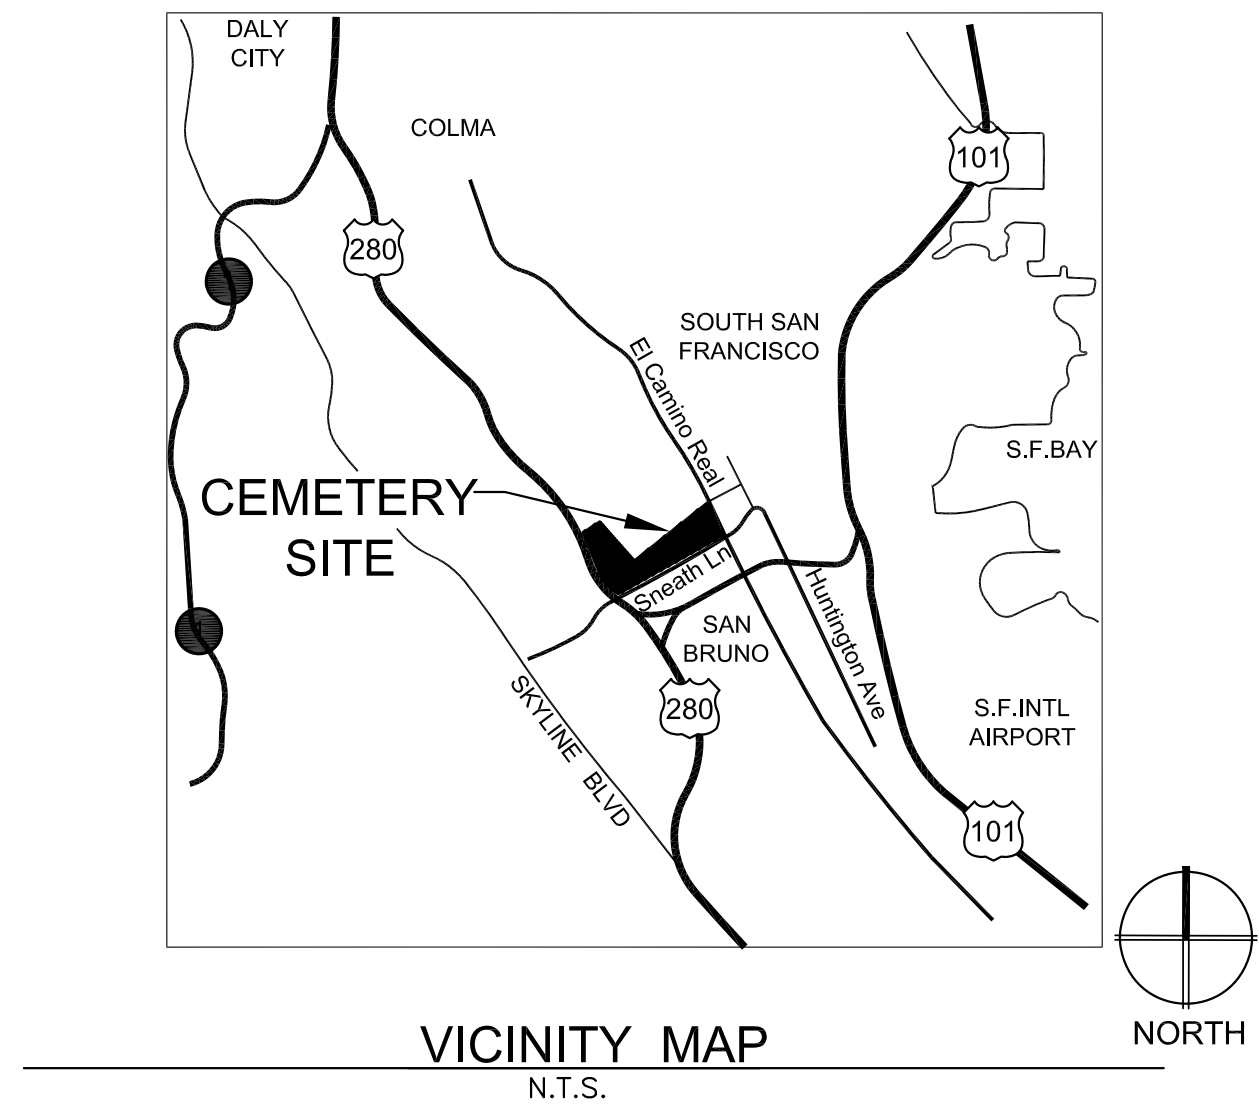 DALY
CITY
COLMA
101
280
SOUTH SAN
FRANCISCO
El Camino Real
S.F.BAY
CEMETERY
SITE
Sneath Ln
Huntington Ave
1
SAN
BRUNO
SKYLINE BLVD
280
S.F.INTL
AIRPORT
101
NORTH
VICINITY MAP
N.T.S.